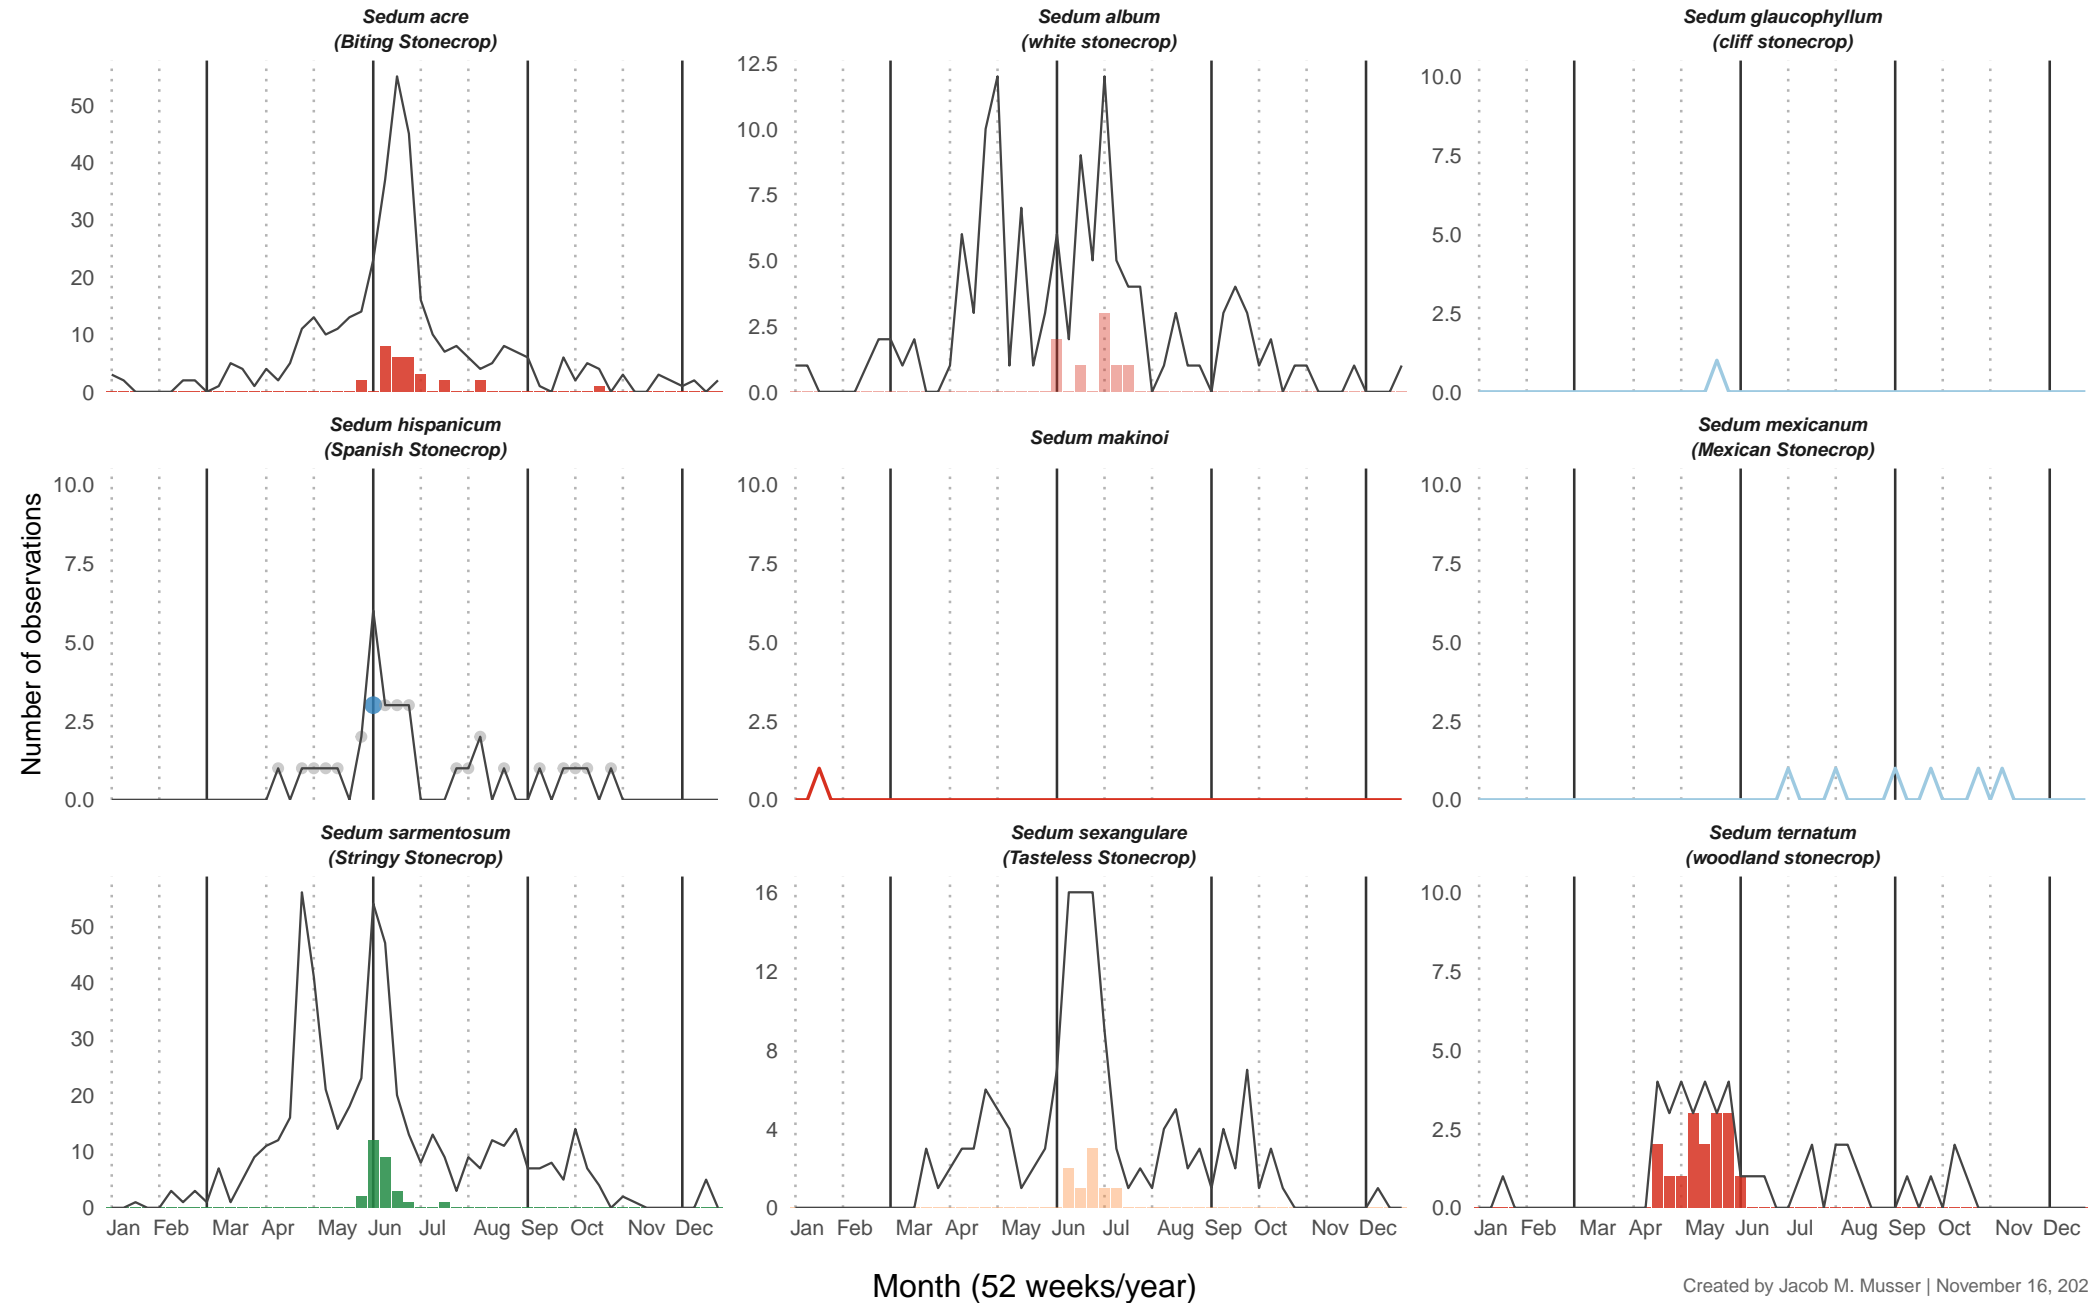 Sedum acre
(Biting Stonecrop)
Sedum album
(white stonecrop)
Sedum glaucophyllum
(cliff stonecrop)
50
40
30
20
10
0
12.5
10.0
7.5
5.0
2.5
0.0
10.0
7.5
5.0
2.5
0.0
Sedum hispanicum
(Spanish Stonecrop)
Sedum makinoi
Sedum mexicanum
(Mexican Stonecrop)
Number of observations
10.0
7.5
5.0
2.5
0.0
10.0
7.5
5.0
2.5
0.0
10.0
7.5
5.0
2.5
0.0
Sedum sarmentosum
(Stringy Stonecrop)
Sedum sexangulare
(Tasteless Stonecrop)
Sedum ternatum
(woodland stonecrop)
50
40
30
20
10
0
16
12
8
4
0
10.0
7.5
5.0
2.5
0.0
Jan Feb Mar Apr May Jun Jul Aug Sep Oct Nov Dec
Jan Feb Mar Apr May Jun Jul Aug Sep Oct Nov Dec
Jan Feb Mar Apr May Jun Jul Aug Sep Oct Nov Dec
Month (52 weeks/year)
Created by Jacob M. Musser | November 16, 202